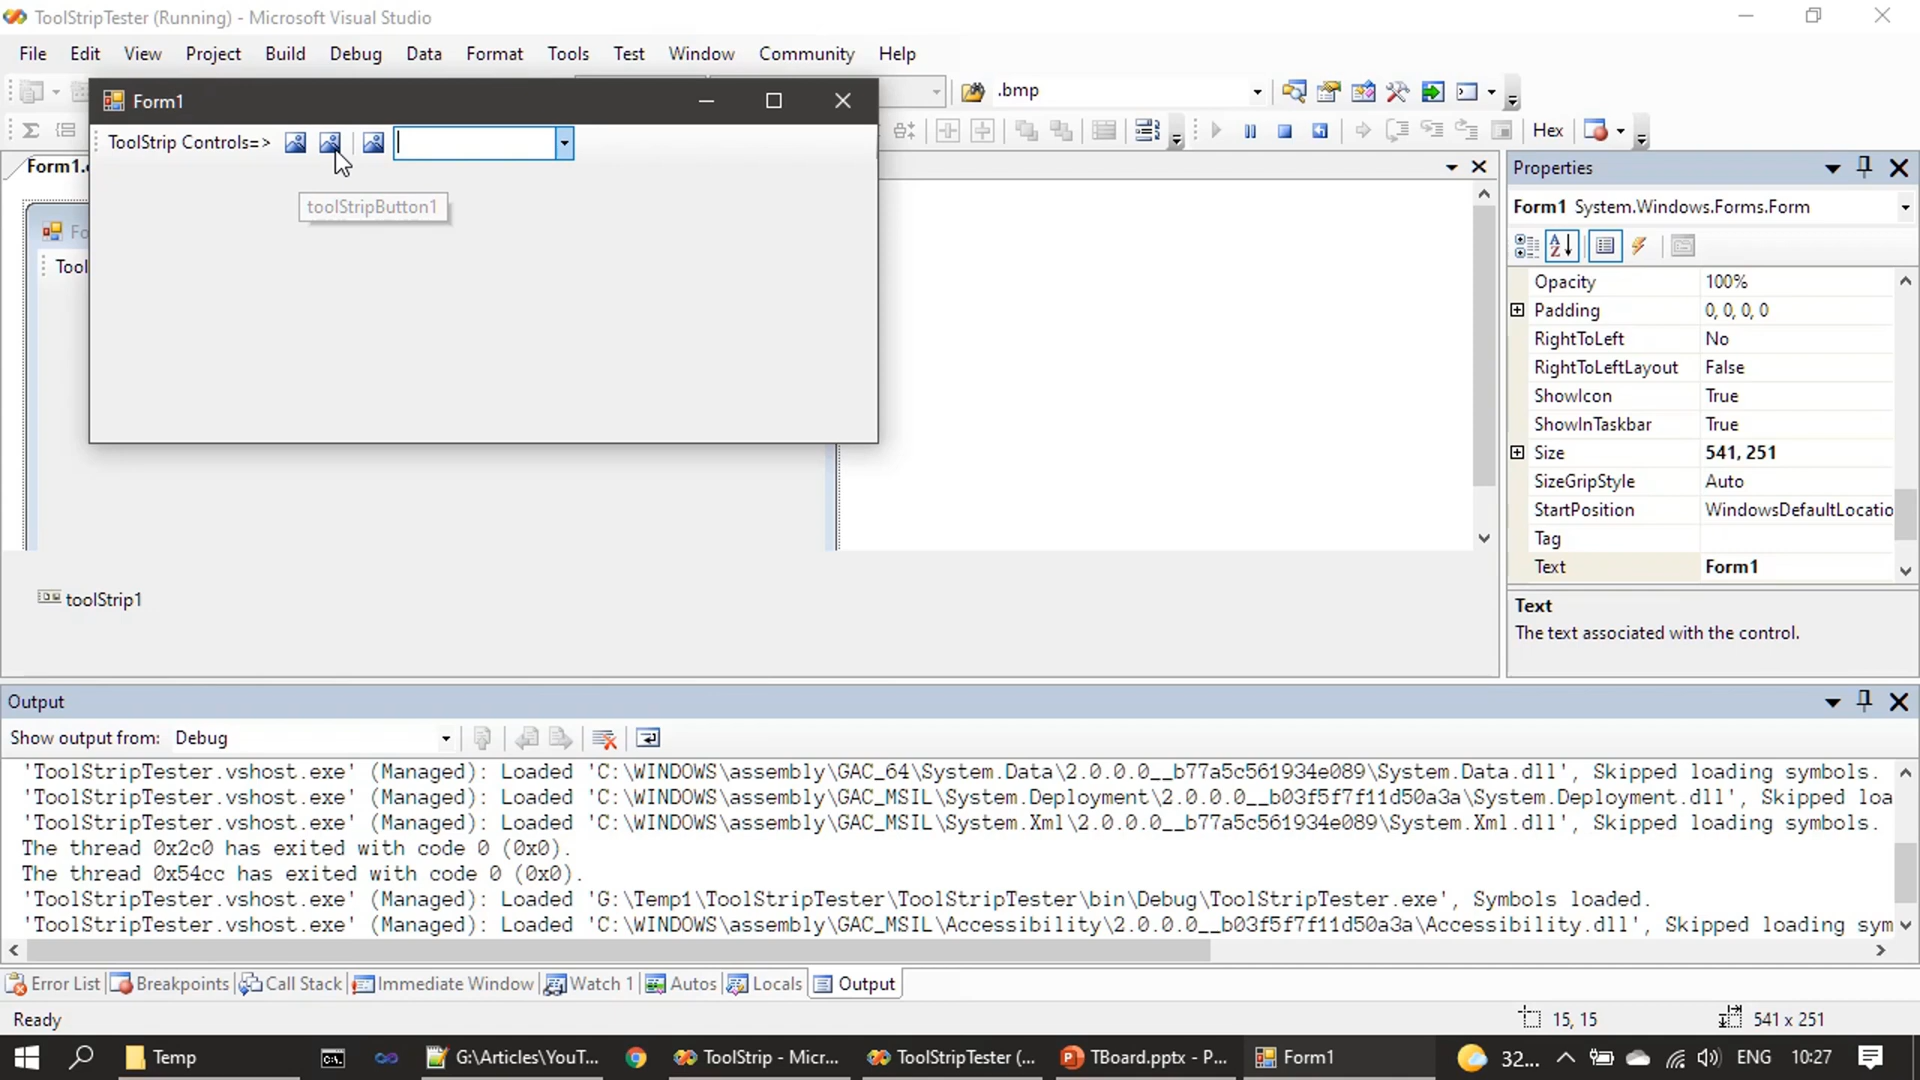 ToolStripTester (Running) - Microsoft Visual Studio
File Edit View Project Build Debug Data Format Tools Test Window Community Help
.bmp
Form1
Hex
ToolStrip Controls=>
toolStripButton1
Form1.
Fo
Tool
toolStrip1
Properties
Form1 System.Windows.Forms.Form
Opacity 100%
Padding 0, 0, 0, 0
RightToLeft No
RightToLeftLayout False
ShowIcon True
ShowInTaskbar True
Size 541, 251
SizeGripStyle Auto
StartPosition WindowsDefaultLocatio
Tag
Text Form1
Text
The text associated with the control.
Output
Show output from: Debug
'ToolStripTester.vshost.exe' (Managed): Loaded 'C:\WINDOWS\assembly\GAC_64\System.Data\2.0.0.0__b77a5c561934e089\System.Data.dll', Skipped loading symbols.
'ToolStripTester.vshost.exe' (Managed): Loaded 'C:\WINDOWS\assembly\GAC_MSIL\System.Deployment\2.0.0.0__b03f5f7f11d50a3a\System.Deployment.dll', Skipped loa
'ToolStripTester.vshost.exe' (Managed): Loaded 'C:\WINDOWS\assembly\GAC_MSIL\System.Xml\2.0.0.0__b77a5c561934e089\System.Xml.dll', Skipped loading symbols.
The thread 0x2c0 has exited with code 0 (0x0).
The thread 0x54cc has exited with code 0 (0x0).
'ToolStripTester.vshost.exe' (Managed): Loaded 'G:\Temp1\ToolStripTester\ToolStripTester\bin\Debug\ToolStripTester.exe', Symbols loaded.
'ToolStripTester.vshost.exe' (Managed): Loaded 'C:\WINDOWS\assembly\GAC_MSIL\Accessibility\2.0.0.0__b03f5f7f11d50a3a\Accessibility.dll', Skipped loading sym
Error List Breakpoints Call Stack Immediate Window Watch 1 Autos Locals Output
Ready 15, 15 541 x 251
Temp G:\Articles\YouT... ToolStrip - Micr... ToolStripTester (... TBoard.pptx - P... Form1 32... ENG 10:27